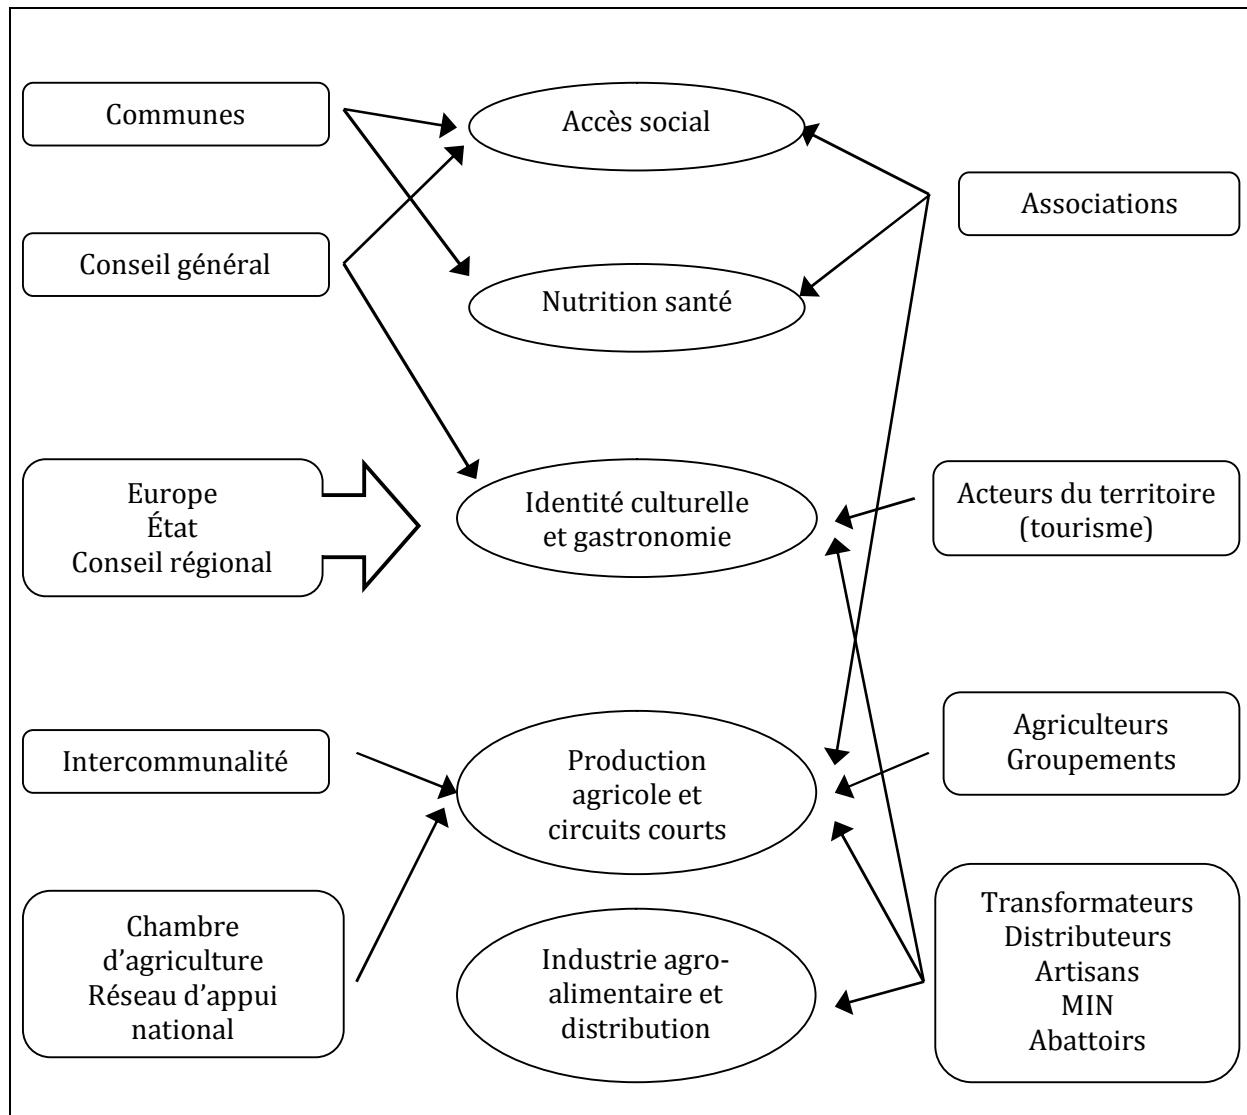 Communes
Accès social
Associations
Conseil général
Nutrition santé
Europe
État
Conseil régional
Identité culturelle
et gastronomie
Acteurs du territoire
(tourisme)
Intercommunalité
Production
agricole et
circuits courts
Agriculteurs
Groupements
Chambre
d’agriculture
Réseau d’appui
national
Industrie agro-
alimentaire et
distribution
Transformateurs
Distributeurs
Artisans
MIN
Abattoirs